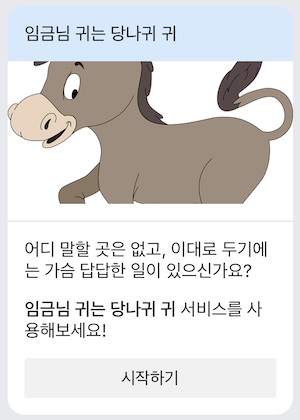 임금님 귀는 당나귀 귀
어디 말할 곳은 없고, 이대로 두기에
는 가슴 답답한 일이 있으신가요?
임금님 귀는 당나귀 귀 서비스를 사
용해보세요!
시작하기